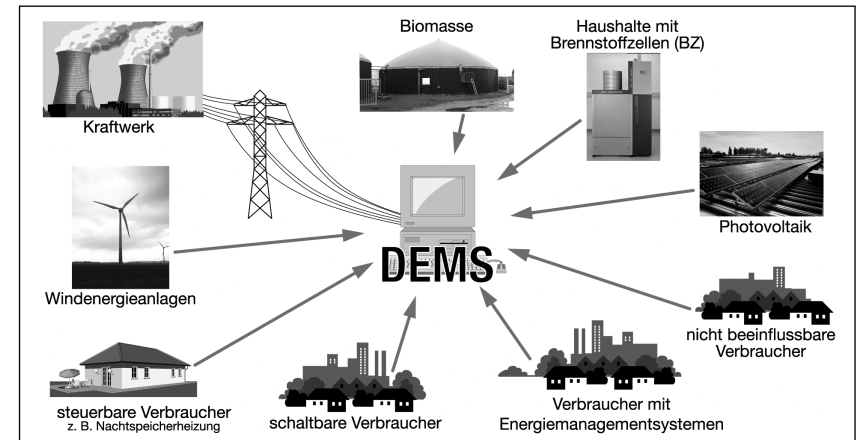 Kraftwerk
Biomasse
Haushalte mit
Brennstoffzellen (BZ)
Photovoltaik
Windenergieanlagen
DEMS
nicht beeinflussbare
Verbraucher
steuerbare Verbraucher
z. B. Nachtspeicherheizung
schaltbare Verbraucher
Verbraucher mit
Energiemanagementsystemen